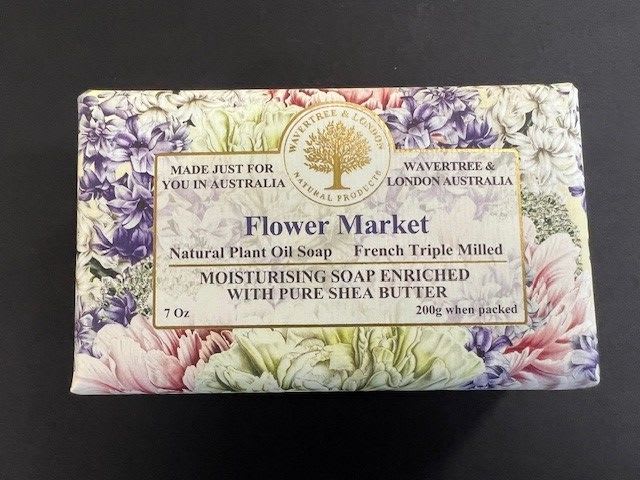 WAVERTREE & LONDON
NATURAL PRODUCTS
MADE JUST FOR
YOU IN AUSTRALIA
WAVERTREE &
LONDON AUSTRALIA
Flower Market
Natural Plant Oil Soap French Triple Milled
MOISTURISING SOAP ENRICHED
WITH PURE SHEA BUTTER
7 Oz 200g when packed